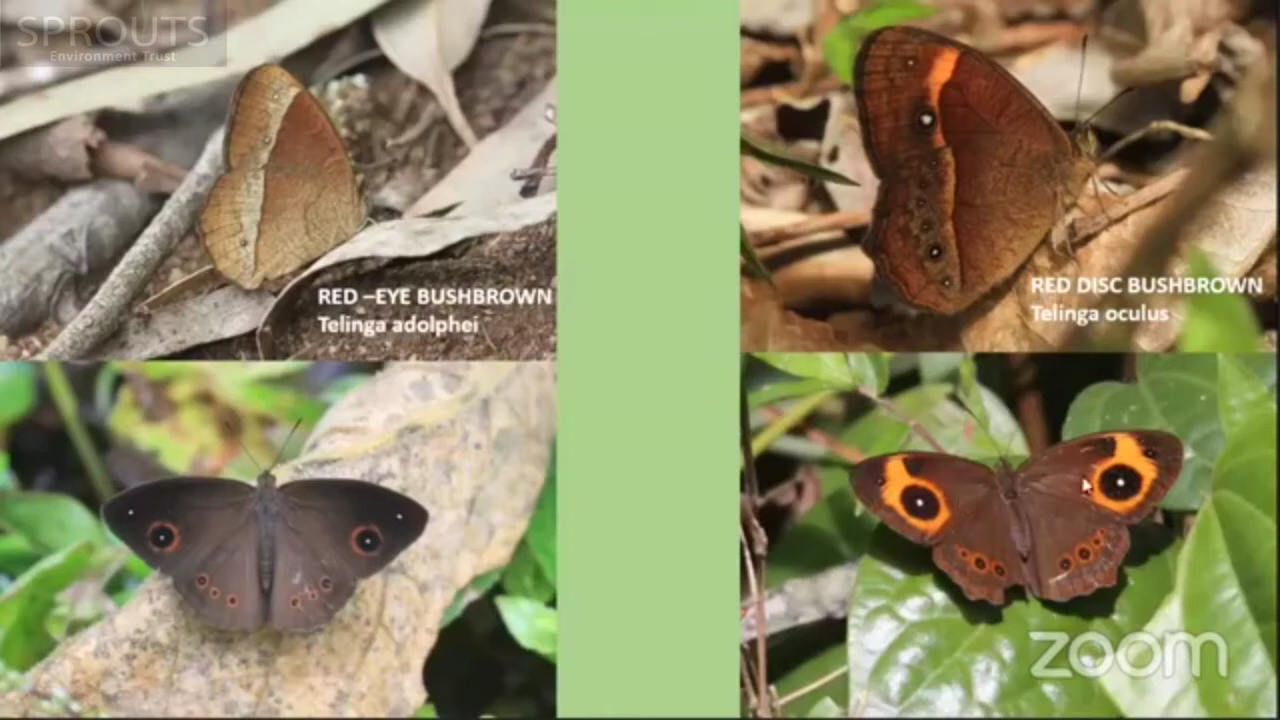 SPROUTS
Environment Trust
RED –EYE BUSHBROWN
Telinga adolphei
RED DISC BUSHBROWN
Telinga oculus
zoom